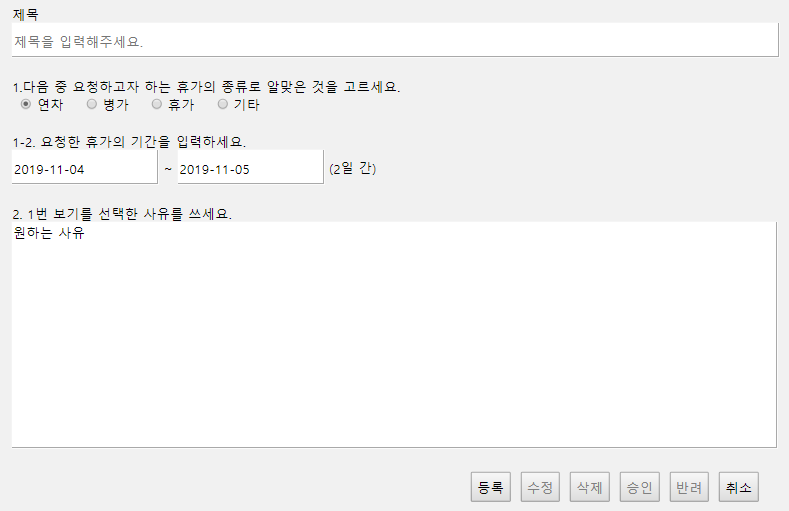 제목
제목을 입력해주세요.
1.다음 중 요청하고자 하는 휴가의 종류로 알맞은 것을 고르세요.
연차 병가 휴가 기타
1-2. 요청한 휴가의 기간을 입력하세요.
2019-11-04 ~ 2019-11-05 (2일 간)
2. 1번 보기를 선택한 사유를 쓰세요.
원하는 사유
등록 수정 삭제 승인 반려 취소